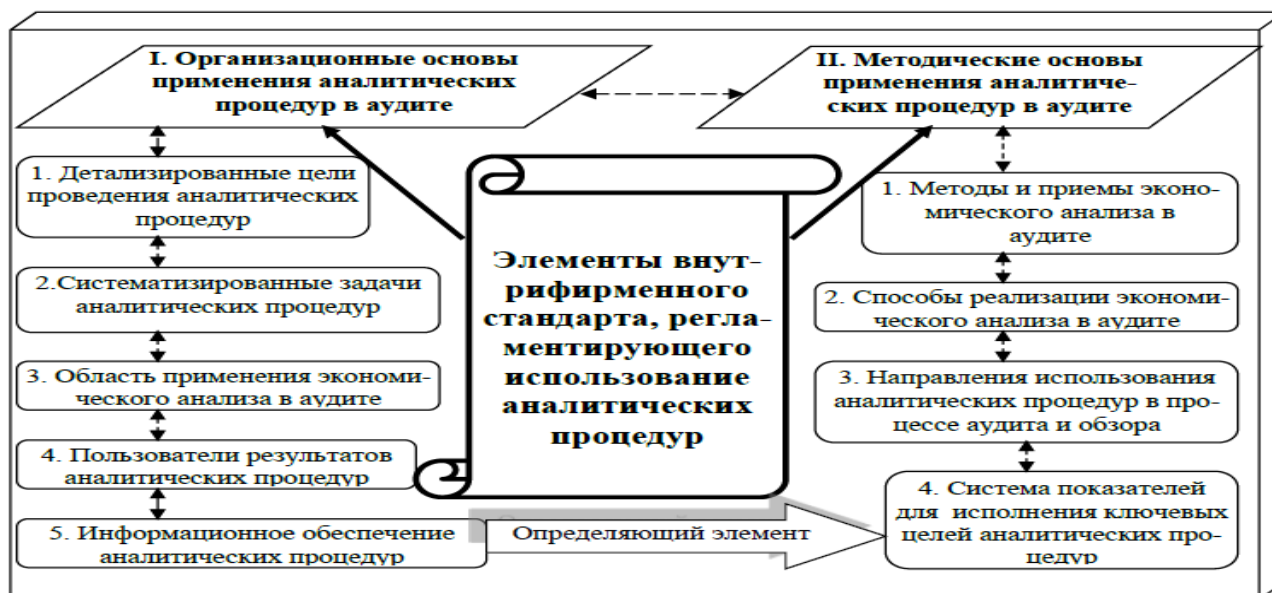 I. Организационные основы
применения аналитических
процедур в аудите
II. Методические основы
применения аналитиче-
ских процедур в аудите
1. Детализированные цели
проведения аналитических
процедур
2.Систематизированные задачи
аналитических процедур
3. Область применения экономи-
ческого анализа в аудите
4. Пользователи результатов
аналитических процедур
5. Информационное обеспечение
аналитических процедур
Элементы внут-
рифирменного
стандарта, регла-
ментирующего
использование
аналитических
процедур
Определяющий элемент
1. Методы и приемы эконо-
мического анализа в
аудите
2. Способы реализации экономи-
ческого анализа в аудите
3. Направления использования
аналитических процедур в про-
цессе аудита и обзора
4. Система показателей
для исполнения ключевых
целей аналитических про-
цедур